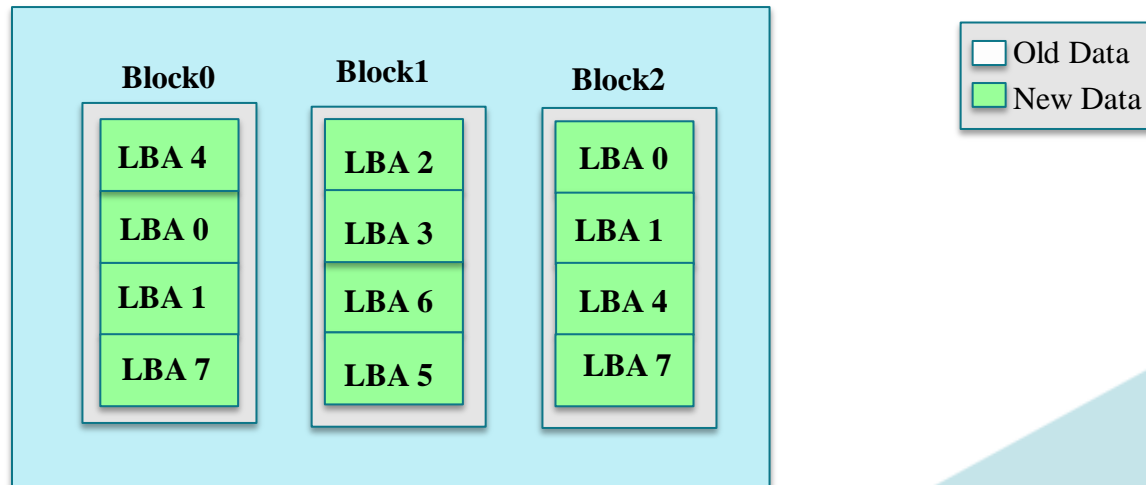 Block0
LBA 4
LBA 0
LBA 1
LBA 7
Block1
LBA 2
LBA 3
LBA 6
LBA 5
Block2
LBA 0
LBA 1
LBA 4
LBA 7
Old Data
New Data